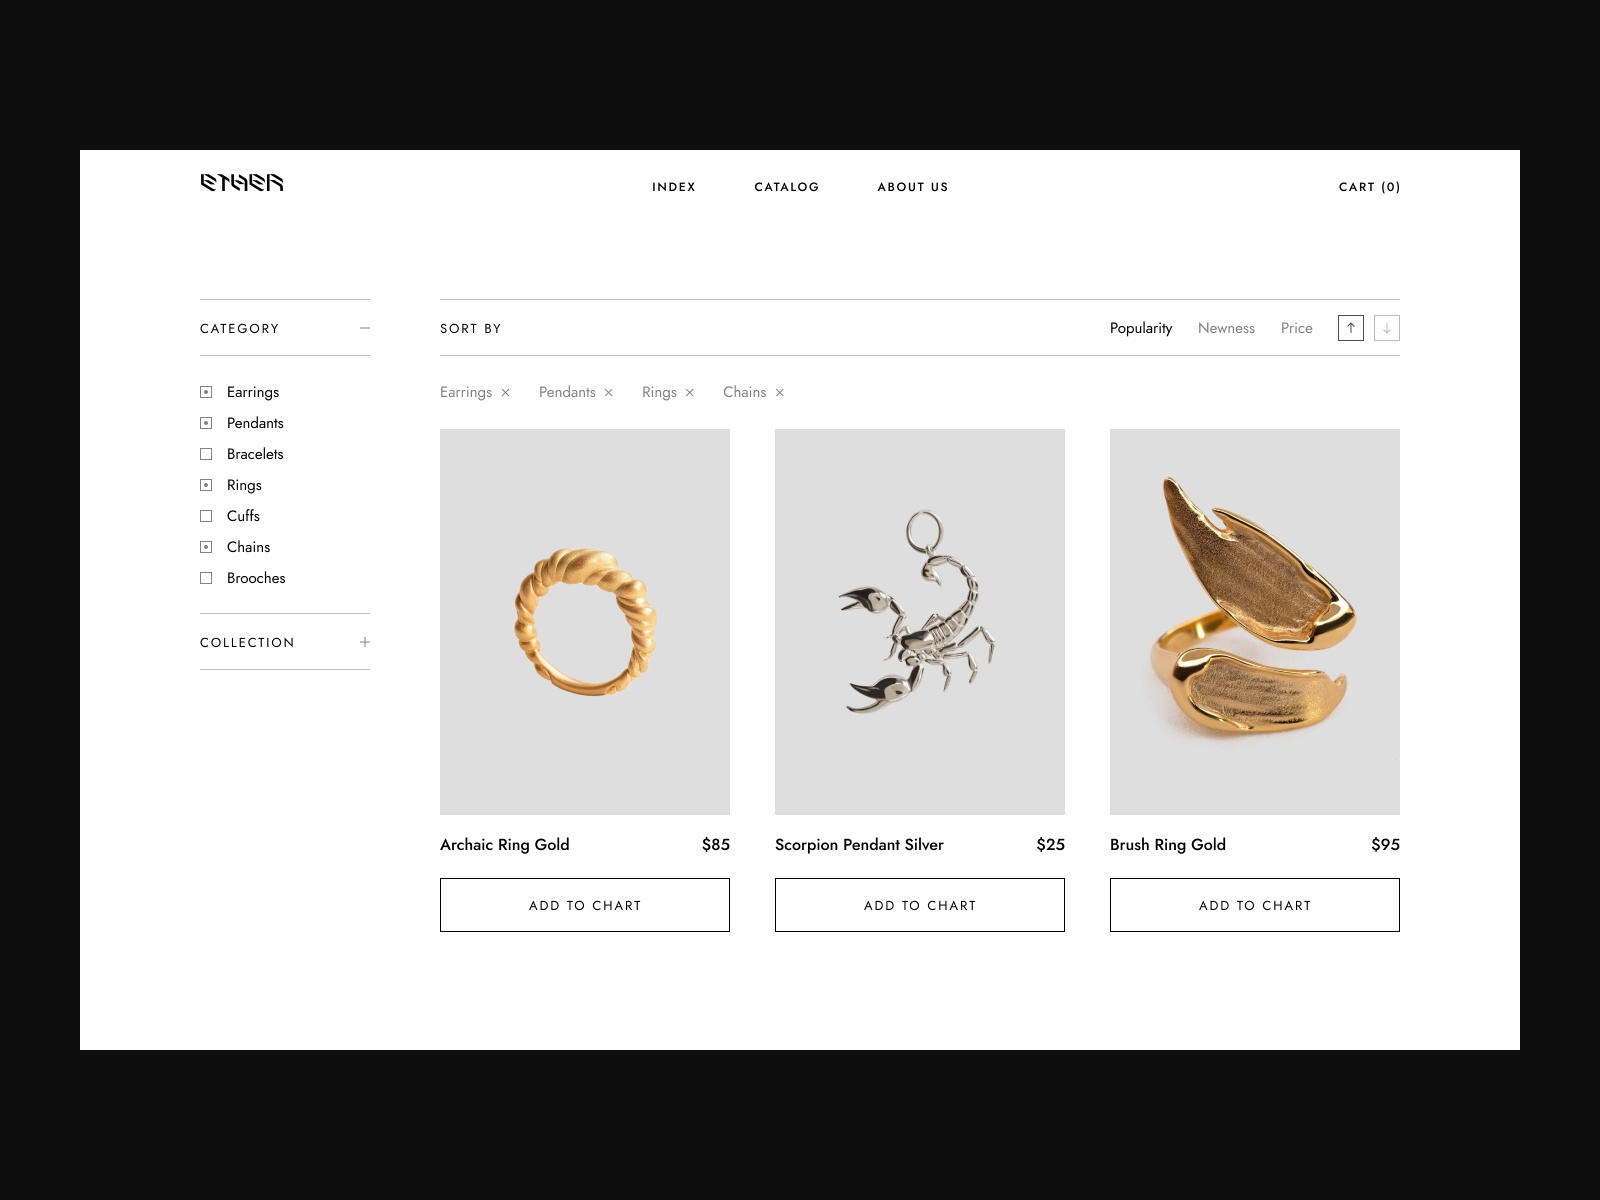 ETHER
INDEX CATALOG ABOUT US
CART (0)
CATEGORY
Earrings
Pendants
Bracelets
Rings
Cuffs
Chains
Brooches
COLLECTION
SORT BY
Popularity Newness Price
Earrings × Pendants × Rings × Chains ×
Archaic Ring Gold $85
ADD TO CHART
Scorpion Pendant Silver $25
ADD TO CHART
Brush Ring Gold $95
ADD TO CHART